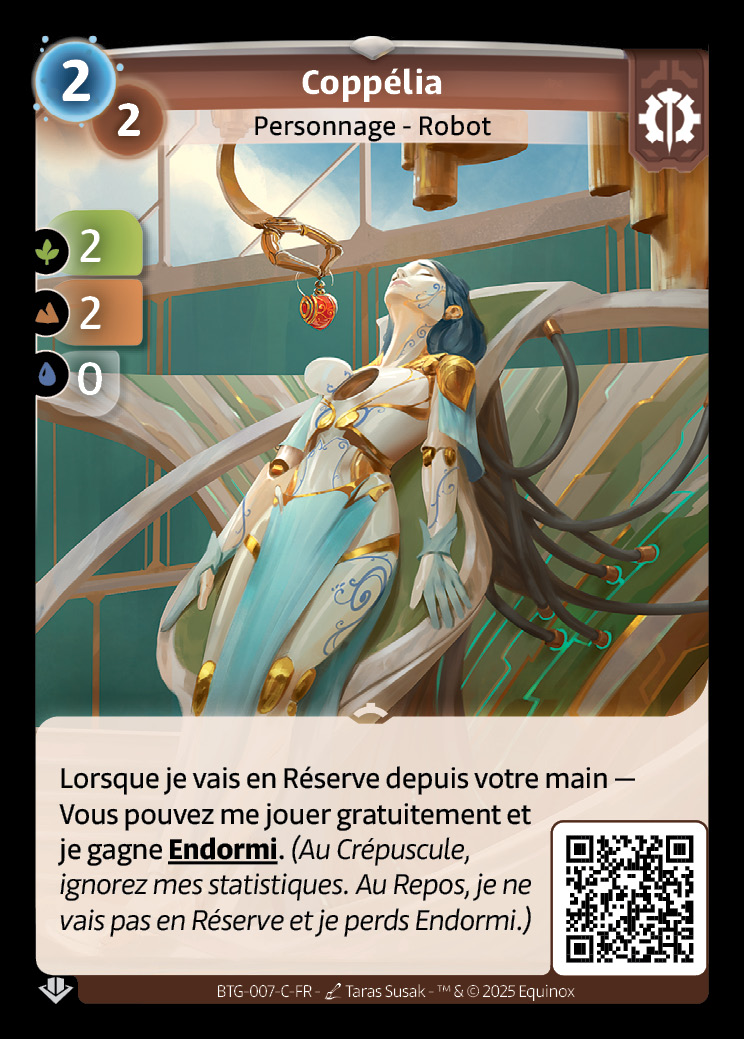 2
Coppélia
2
Personnage - Robot
2
2
0
Lorsque je vais en Réserve depuis votre main —
Vous pouvez me jouer gratuitement et
je gagne Endormi. (Au Crépuscule,
ignorez mes statistiques. Au Repos, je ne
vais pas en Réserve et je perds Endormi.)
BTG-007-C-FR - Taras Susak - ™ & © 2025 Equinox